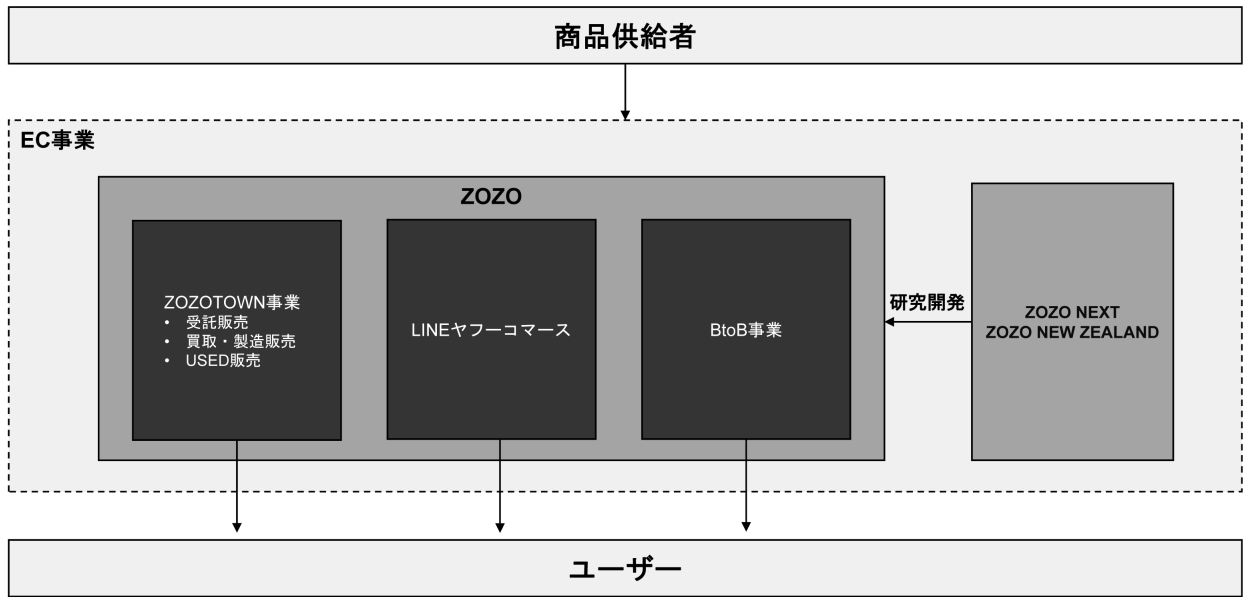 商品供給者
EC事業
ZOZO
ZOZOTOWN事業
• 受託販売
• 買取・製造販売
• USED販売
LINEヤフーコマース
BtoB事業
研究開発
ZOZO NEXT
ZOZO NEW ZEALAND
ユーザー